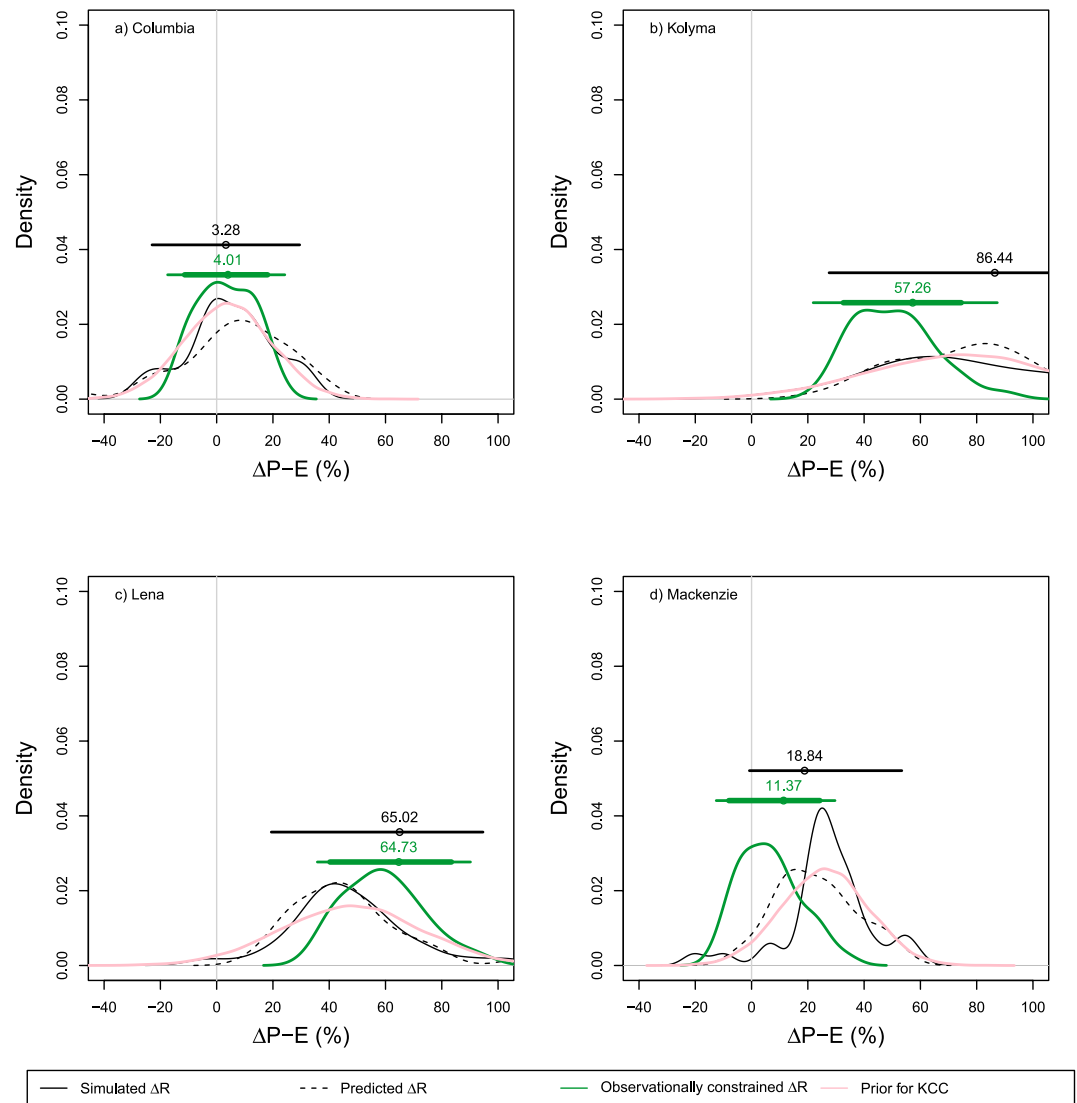 a) Columbia
Density
0.00 0.02 0.04 0.06 0.08 0.10
3.28
4.01
−40 −20 0 20 40 60 80 100
ΔP−E (%)
b) Kolyma
Density
0.00 0.02 0.04 0.06 0.08 0.10
86.44
57.26
−40 −20 0 20 40 60 80 100
ΔP−E (%)
c) Lena
Density
0.00 0.02 0.04 0.06 0.08 0.10
65.02
64.73
−40 −20 0 20 40 60 80 100
ΔP−E (%)
d) Mackenzie
Density
0.00 0.02 0.04 0.06 0.08 0.10
18.84
11.37
−40 −20 0 20 40 60 80 100
ΔP−E (%)
Simulated ΔR Predicted ΔR Observationally constrained ΔR Prior for KCC